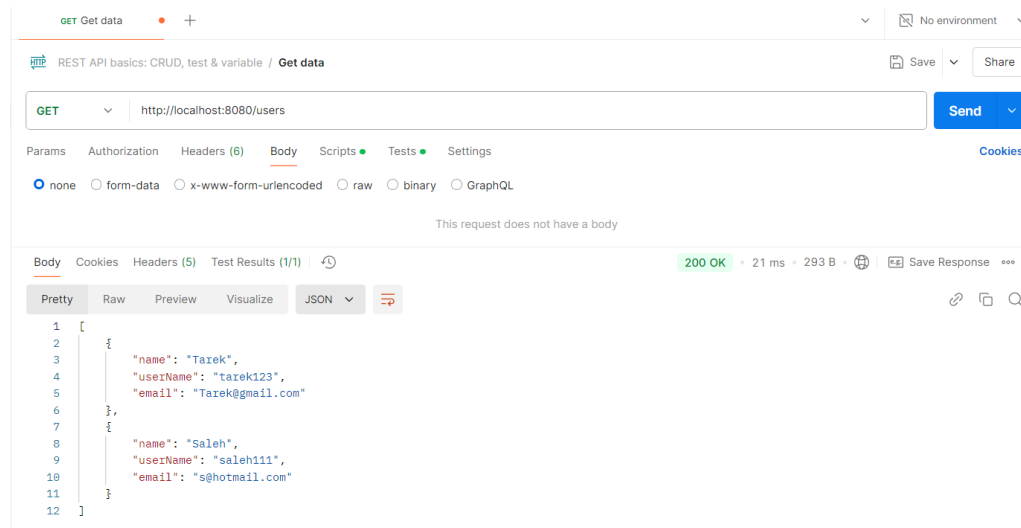 GET Get data
No environment
HTTP REST API basics: CRUD, test & variable / Get data
Save
Share
GET http://localhost:8080/users
Send
Params Authorization Headers (6) Body Scripts Tests Settings
Cookies
none form-data x-www-form-urlencoded raw binary GraphQL
This request does not have a body
Body Cookies Headers (5) Test Results (1/1)
200 OK 21 ms 293 B e.g. Save Response
Pretty Raw Preview Visualize JSON
1 [
2 {
3 "name": "Tarek",
4 "userName": "tarek123",
5 "email": "Tarek@gmail.com"
6 },
7 {
8 "name": "Saleh",
9 "userName": "saleh111",
10 "email": "s@hotmail.com"
11 }
12 ]